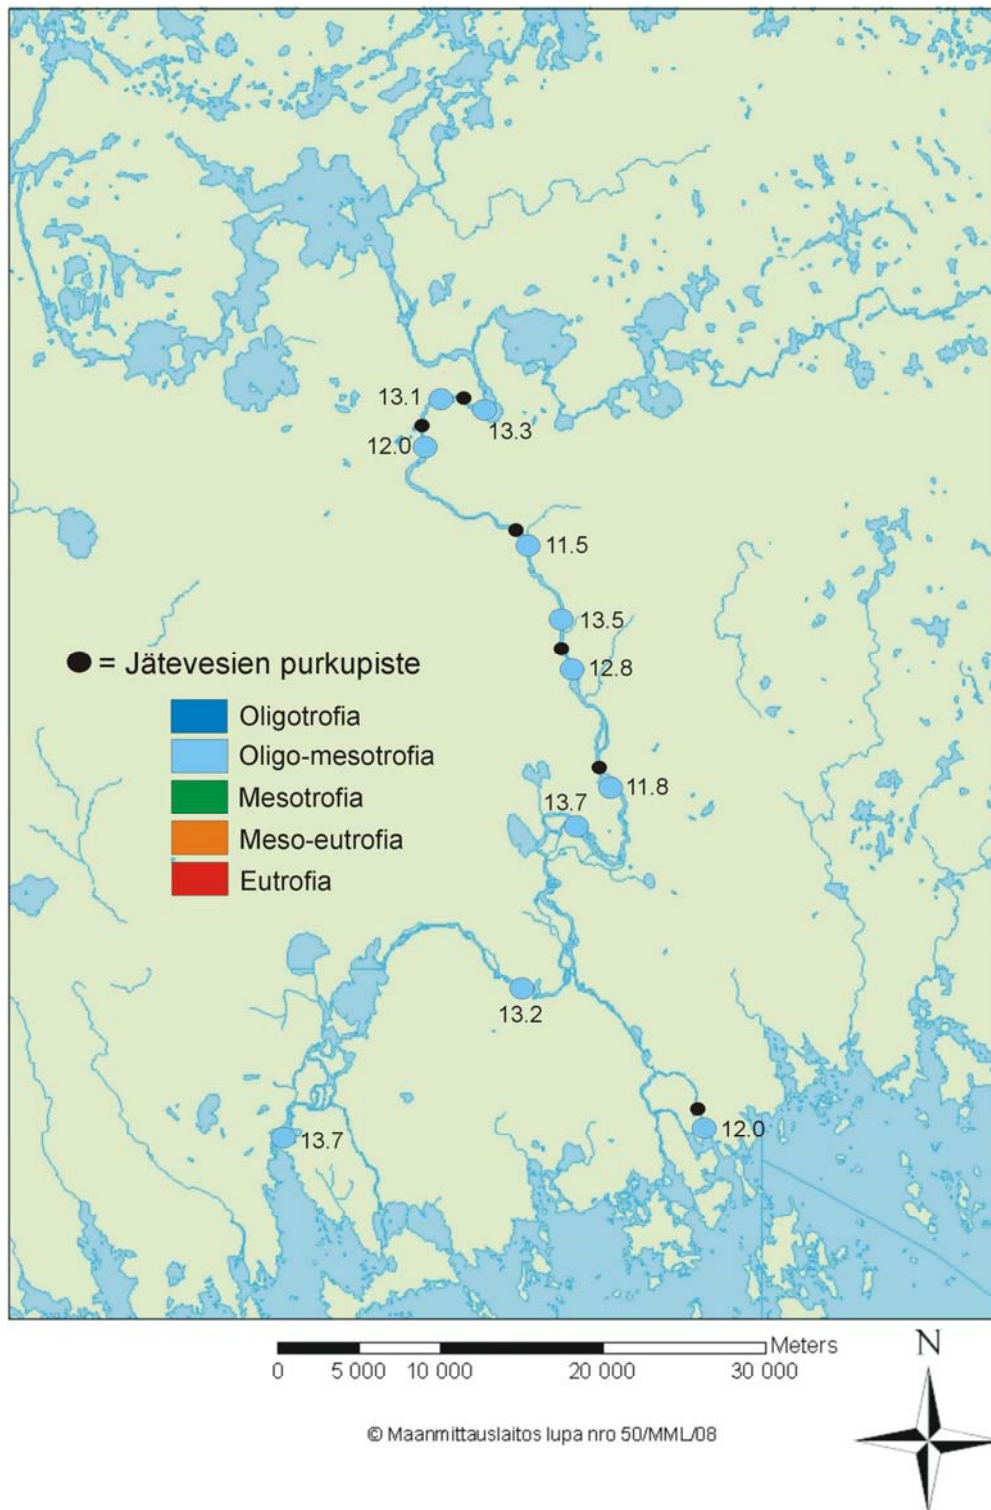 13.1
13.3
12.0
11.5
13.5
= Jätevesien purkupiste
12.8
Oligotrofia
Oligo-mesotrofia
Mesotrofia
11.8
13.7
Meso-eutrofia
Eutrofia
13.2
12.0
13.7
Meters
0 5 000 10 000 20 000 30 000
N
© Maanmittauslaitos lupa nro 50/MML/08